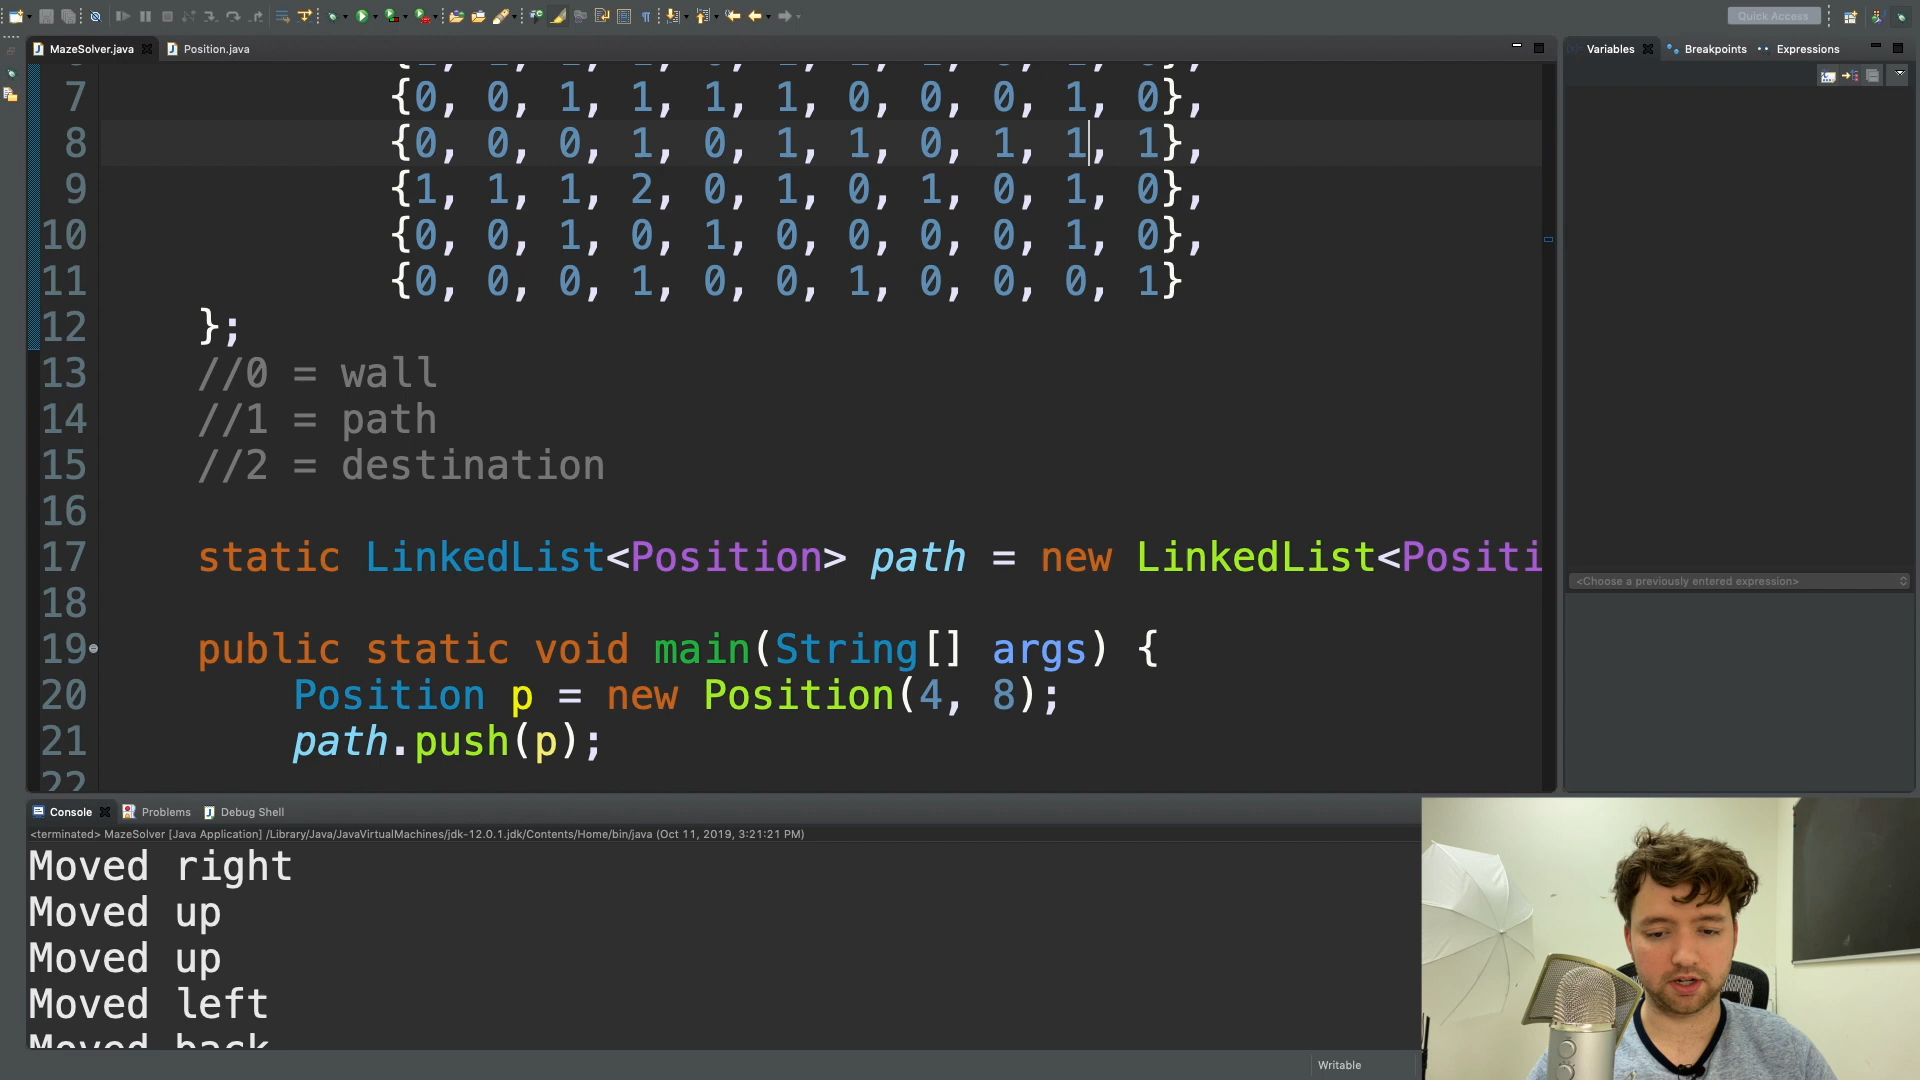 Quick Access
MazeSolver.java
Position.java
Variables
Breakpoints
Expressions
7 {0, 0, 1, 1, 1, 1, 0, 0, 0, 1, 0},
8 {0, 0, 0, 1, 0, 1, 1, 0, 1, 1, 1},
9 {1, 1, 1, 2, 0, 1, 0, 1, 0, 1, 0},
10 {0, 0, 1, 0, 1, 0, 0, 0, 0, 1, 0},
11 {0, 0, 0, 1, 0, 0, 1, 0, 0, 0, 1}
12 };
13 //0 = wall
14 //1 = path
15 //2 = destination
16
17 static LinkedList<Position> path = new LinkedList<Positi
18
19 public static void main(String[] args) {
20 Position p = new Position(4, 8);
21 path.push(p);
22
<Choose a previously entered expression>
Console
Problems
Debug Shell
<terminated> MazeSolver [Java Application] /Library/Java/JavaVirtualMachines/jdk-12.0.1.jdk/Contents/Home/bin/java (Oct 11, 2019, 3:21:21 PM)
Moved right
Moved up
Moved up
Moved left
Moved back
Writable